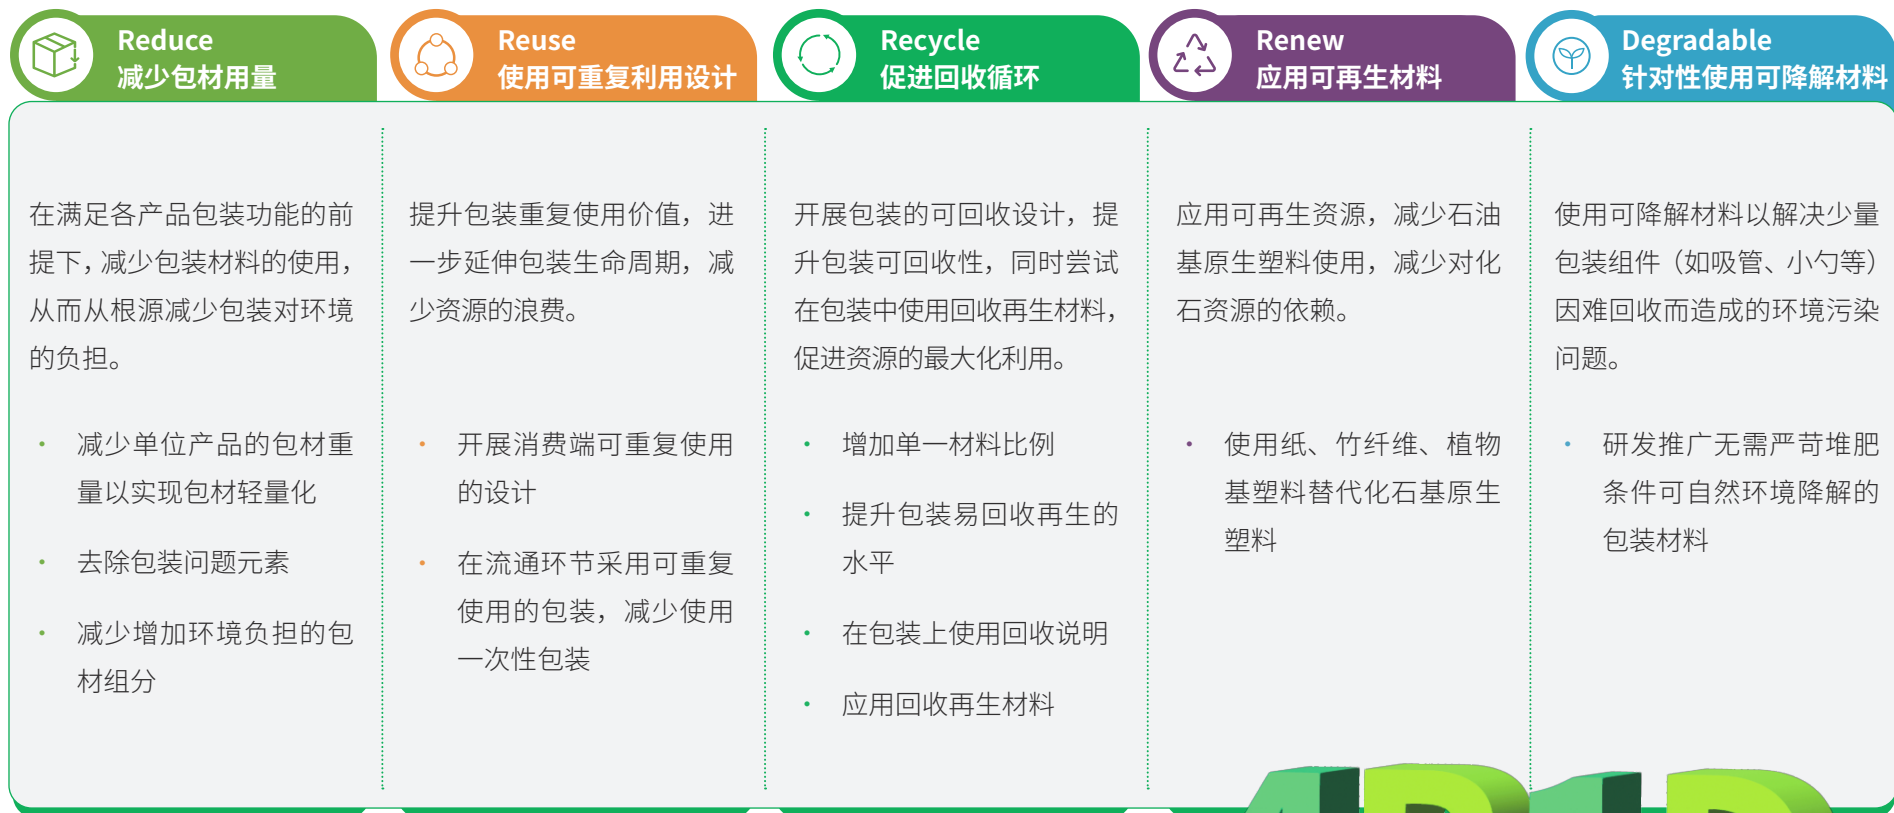 Reduce
减少包材用量
在满足各产品包装功能的前
提下，减少包装材料的使用，
从而从根源减少包装对环境
的负担。
· 减少单位产品的包材重
量以实现包材轻量化
· 去除包装问题元素
· 减少增加环境负担的包
材组分
Reuse
使用可重复利用设计
提升包装重复使用价值，进
一步延伸包装生命周期，减
少资源的浪费。
· 开展消费端可重复使用
的设计
· 在流通环节采用可重复
使用的包装，减少使用
一次性包装
Recycle
促进回收循环
开展包装的可回收设计，提
升包装可回收性，同时尝试
在包装中使用回收再生材料，
促进资源的最大化利用。
· 增加单一材料比例
· 提升包装易回收再生的
水平
· 在包装上使用回收说明
· 应用回收再生材料
Renew
应用可再生材料
应用可再生资源，减少石油
基原生塑料使用，减少对化
石资源的依赖。
· 使用纸、竹纤维、植物
基塑料替代化石基原生
塑料
Degradable
针对性使用可降解材料
使用可降解材料以解决少量
包装组件（如吸管、小勺等）
因难回收而造成的环境污染
问题。
· 研发推广无需严苛堆肥
条件可自然环境降解的
包装材料